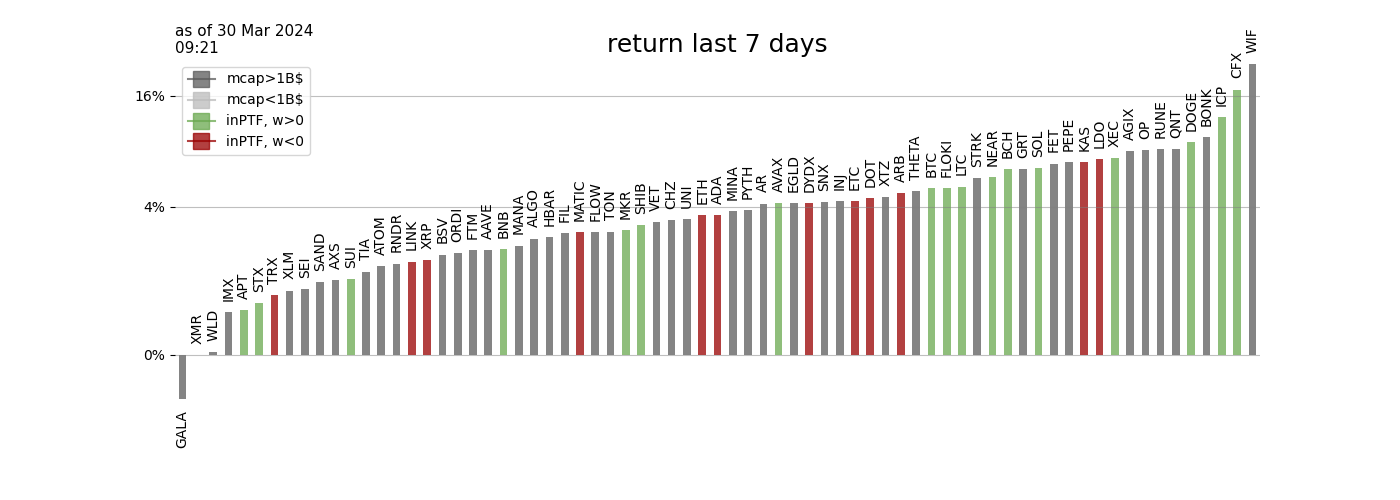 as of 30 Mar 2024
09:21
return last 7 days
mcap>1B$
mcap<1B$
inPTF, w>0
inPTF, w<0
16%
4%
0%
GALA
XMR
WLD
IMX
APT
STX
TRX
XLM
SEI
SAND
AXS
SUI
TIA
ATOM
RNDR
LINK
XRP
BSV
ORDI
FTM
AAVE
BNB
MANA
ALGO
HBAR
FIL
MATIC
FLOW
TON
MKR
SHIB
VET
CHZ
UNI
ETH
ADA
MINA
PYTH
AR
AVAX
EGLD
DYDX
SNX
INJ
ETC
DOT
XTZ
ARB
THETA
BTC
FLOKI
LTC
STRK
NEAR
BCH
GRT
SOL
FET
PEPE
KAS
LDO
XEC
AGIX
OP
RUNE
QNT
DOGE
BONK
ICP
CFX
WIF